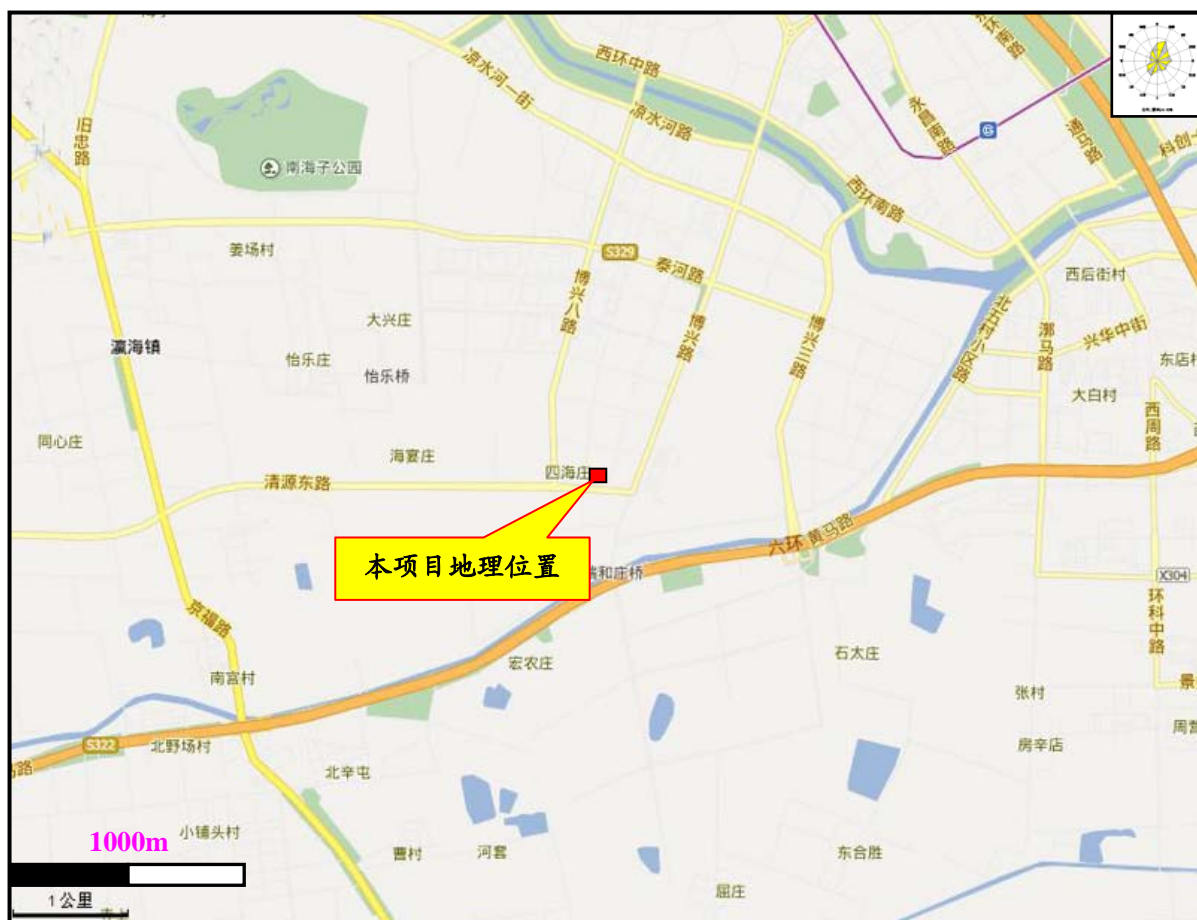 西环中路
凉水河一街
凉水河路
旧忠路
永昌南路
通马路
科创
南海子公园
西环南路
姜场村
S329
泰河路
西后街村
博兴八路
大兴庄
博兴路
北五村小区路
漷马路
兴华中街
瀛海镇
怡乐庄
怡乐桥
博兴三路
东店村
大白村
西周路
同心庄
海宴庄
四海庄
清源东路
本项目地理位置
六环
黄马路
和庄桥
X304
环科中路
京福路
宏农庄
石太庄
南宫村
张村
景
周营
S322
北野场村
房辛店
马路
北辛屯
小铺头村
1000m
曹村
河套
东合胜
1公里
屈庄